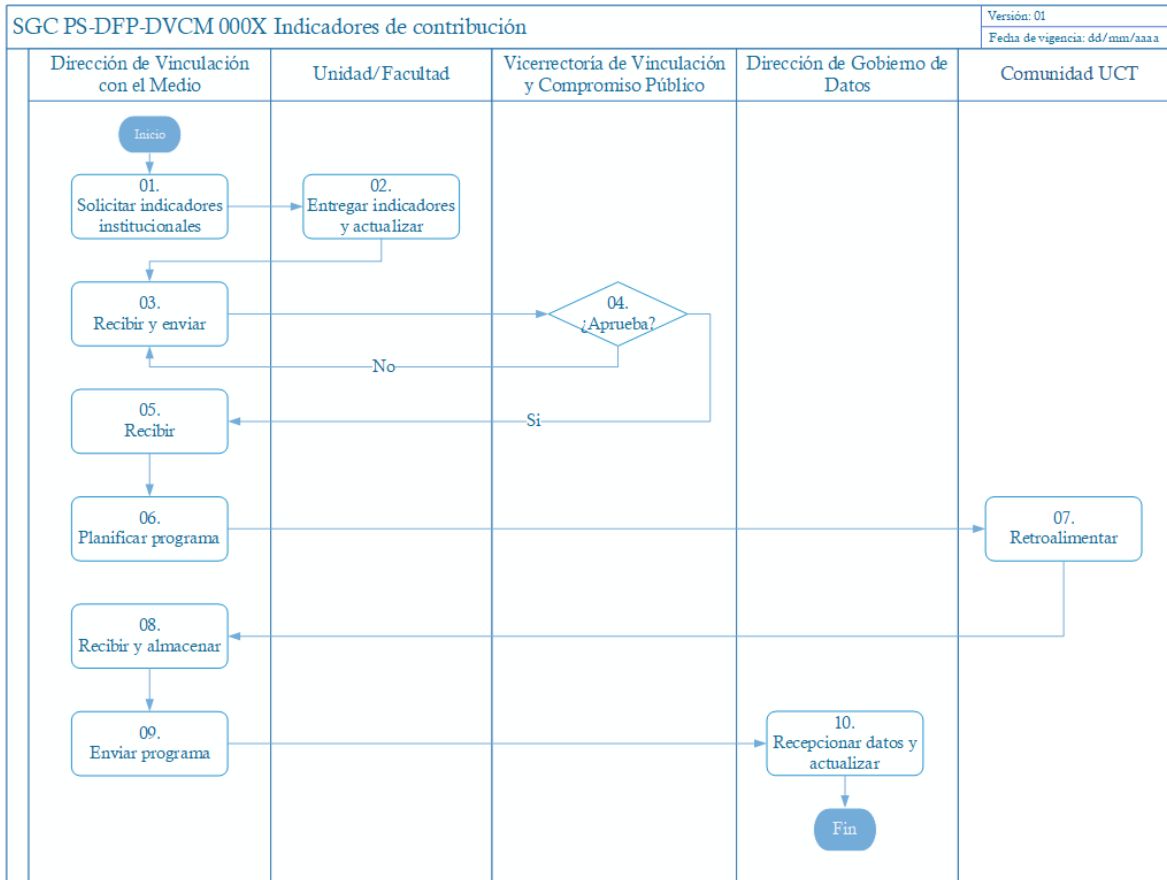 SGC PS-DFP-DVCM 000X Indicadores de contribución
Versión: 01
Fecha de vigencia: dd/mm/aaaa
Dirección de Vinculación
con el Medio
Unidad/Facultad
Vicerrectoría de Vinculación
y Compromiso Público
Dirección de Gobierno de
Datos
Comunidad UCT
Inicio
01.
Solicitar indicadores
institucionales
02.
Entregar indicadores
y actualizar
03.
Recibir y enviar
04.
¿Aprueba?
No
05.
Recibir
Si
06.
Planificar programa
07.
Retroalimentar
08.
Recibir y almacenar
09.
Enviar programa
10.
Recepcionar datos y
actualizar
Fin